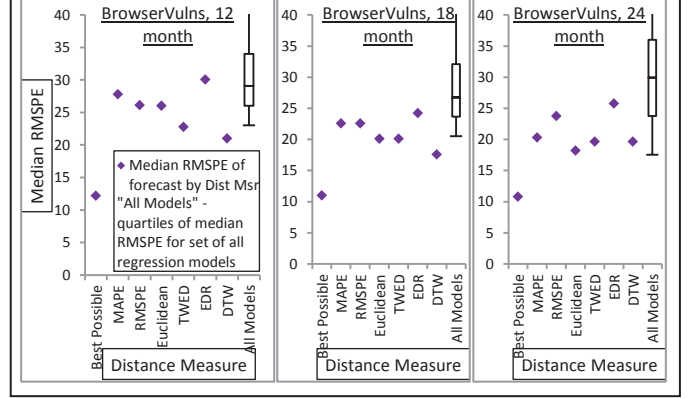 BrowserVulns, 12
month
40
35
30
25
20
15
10
5
0
Median RMSPE
Median RMSPE of
forecast by Dist Msr
"All Models" -
quartiles of median
RMSPE for set of all
regression models
Best Possible
MAPE
RMSPE
Euclidean
TWED
EDR
DTW
All Models
Distance Measure
BrowserVulns, 18
month
40
35
30
25
20
15
10
5
0
Best Possible
MAPE
RMSPE
Euclidean
TWED
EDR
DTW
All Models
Distance Measure
BrowserVulns, 24
month
40
35
30
25
20
15
10
5
0
Best Possible
MAPE
RMSPE
Euclidean
TWED
EDR
DTW
All Models
Distance Measure